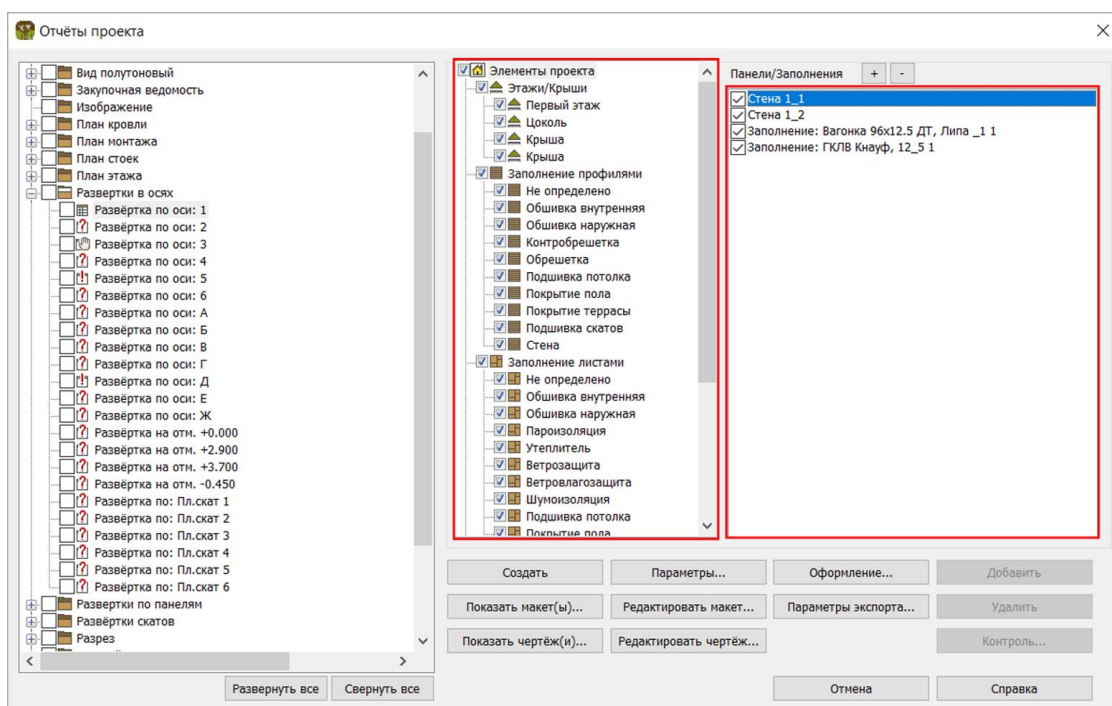 Отчёты проекта
Вид полутоновый
Закупочная ведомость
Изображение
План кровли
План монтажа
План стоек
План этажа
Развертки в осях
Развёртка по оси: 1
Развёртка по оси: 2
Развёртка по оси: 3
Развёртка по оси: 4
Развёртка по оси: 5
Развёртка по оси: 6
Развёртка по оси: А
Развёртка по оси: Б
Развёртка по оси: В
Развёртка по оси: Г
Развёртка по оси: Д
Развёртка по оси: Е
Развёртка по оси: Ж
Развёртка на отм. +0.000
Развёртка на отм. +2.900
Развёртка на отм. +3.700
Развёртка на отм. -0.450
Развёртка по: Пл.скат 1
Развёртка по: Пл.скат 2
Развёртка по: Пл.скат 3
Развёртка по: Пл.скат 4
Развёртка по: Пл.скат 5
Развёртка по: Пл.скат 6
Развертки по панелям
Развёртки скатов
Разрез
Развернуть все
Свернуть все
Элементы проекта
Этажи/Крыши
Первый этаж
Цоколь
Крыша
Крыша
Заполнение профилями
Не определено
Обшивка внутренняя
Обшивка наружная
Контробрешетка
Обрешетка
Подшивка потолка
Покрытие пола
Покрытие террасы
Подшивка скатов
Стена
Заполнение листами
Не определено
Обшивка внутренняя
Обшивка наружная
Пароизоляция
Утеплитель
Ветрозащита
Ветровлагозащита
Шумоизоляция
Подшивка потолка
Покрытие пола
Панели/Заполнения
+
-
Стена 1_1
Стена 1_2
Заполнение: Вагонка 96х12.5 ДТ, Липа _1 1
Заполнение: ГКЛВ Кнауф, 12_5 1
Создать
Параметры...
Оформление...
Добавить
Показать макет(ы)...
Редактировать макет...
Параметры экспорта...
Удалить
Показать чертёж(и)...
Редактировать чертёж...
Контроль...
Отмена
Справка